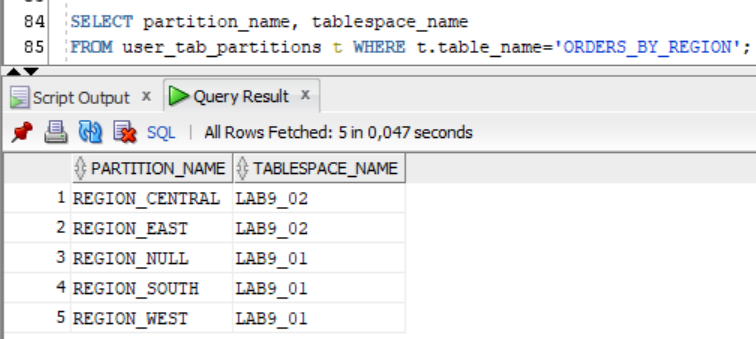 84 SELECT partition_name, tablespace_name
85 FROM user_tab_partitions t WHERE t.table_name='ORDERS_BY_REGION';
Script Output x Query Result x
SQL | All Rows Fetched: 5 in 0,047 seconds
PARTITION_NAME TABLESPACE_NAME
1 REGION_CENTRAL LAB9_02
2 REGION_EAST LAB9_02
3 REGION_NULL LAB9_01
4 REGION_SOUTH LAB9_01
5 REGION_WEST LAB9_01